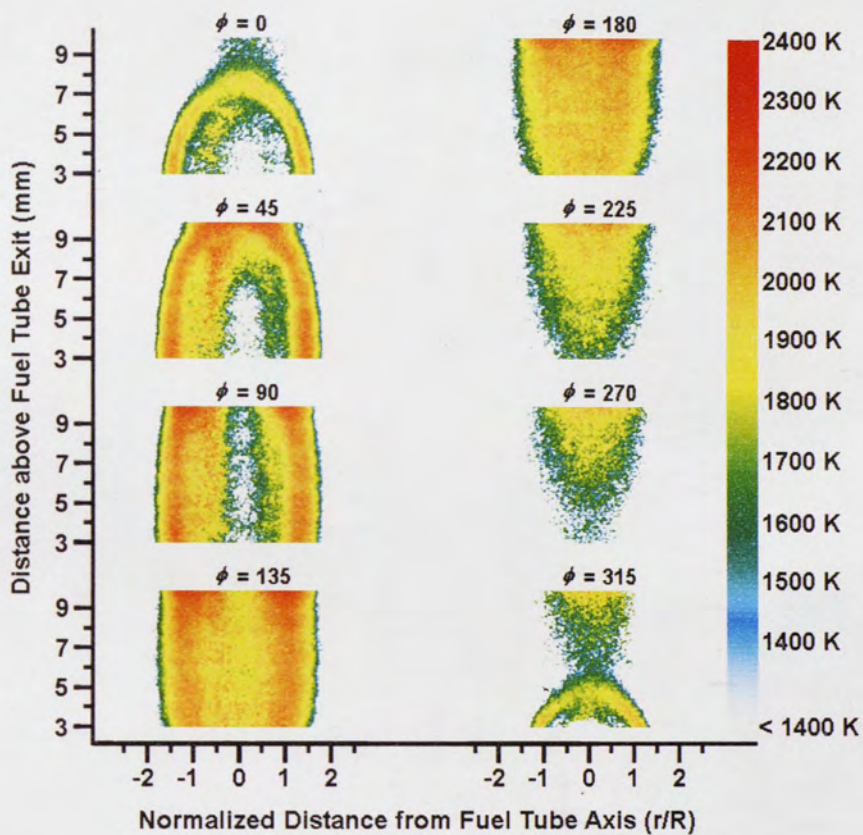 ϕ = 0
ϕ = 180
9
7
5
3
ϕ = 45
ϕ = 225
9
7
5
3
ϕ = 90
ϕ = 270
9
7
5
3
ϕ = 135
ϕ = 315
9
7
5
3
Distance above Fuel Tube Exit (mm)
-2 -1 0 1 2
-2 -1 0 1 2
Normalized Distance from Fuel Tube Axis (r/R)
2400 K
2300 K
2200 K
2100 K
2000 K
1900 K
1800 K
1700 K
1600 K
1500 K
1400 K
< 1400 K